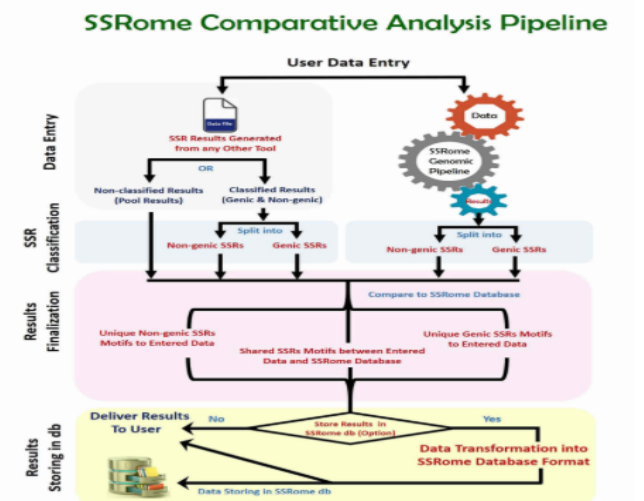 SSRome Comparative Analysis Pipeline
User Data Entry
Data Entry
Data File
SSR Results Generated
from any Other Tool
OR
Non-classified Results
(Pool Results)
Classified Results
(Genic & Non-genic)
Data
SSRome
Genomic
Pipeline
Results
SSR
Classification
Split into
Non-genic SSRs
Genic SSRs
Split into
Non-genic SSRs
Genic SSRs
Results
Finalization
Compare to SSRome Database
Unique Non-genic SSRs
Motifs to Entered Data
Shared SSRs Motifs between Entered
Data and SSRome Database
Unique Genic SSRs Motifs
to Entered Data
Results
Storing in db
Deliver Results
To User
No
Store Results in
SSRome db (Option)
Yes
Data Transformation into
SSRome Database Format
Data Storing in SSRome db